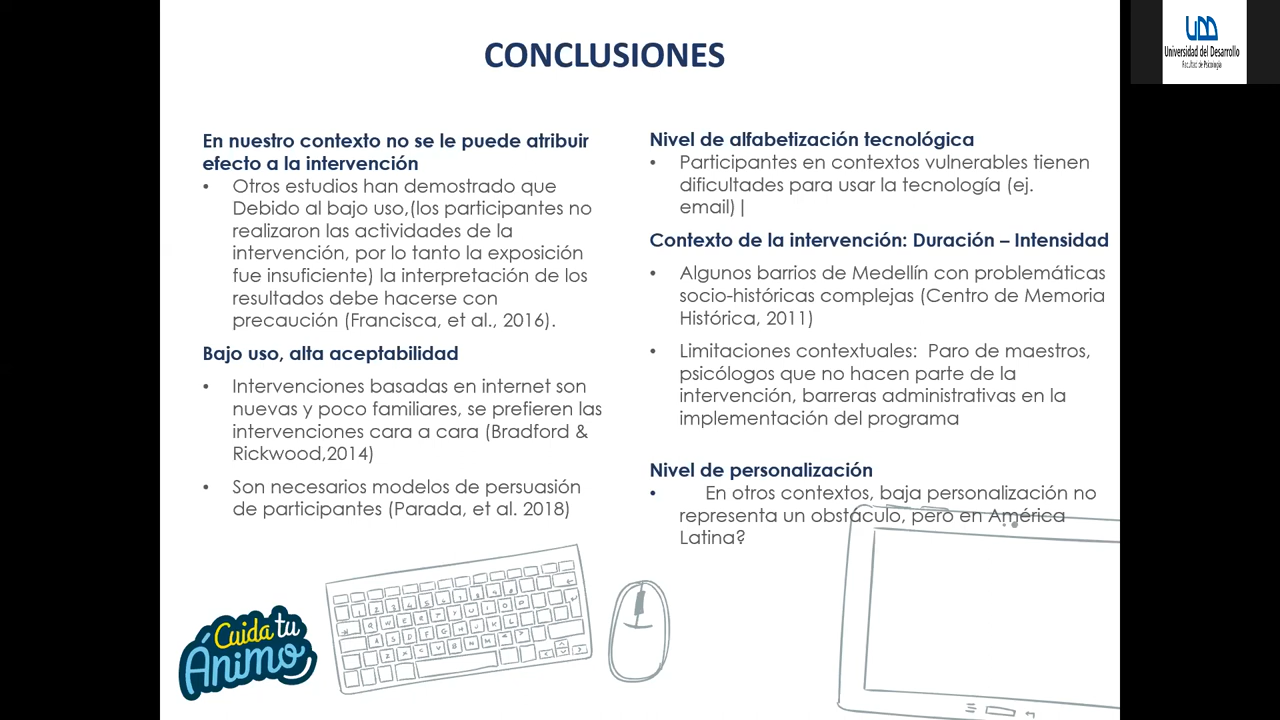 CONCLUSIONES
En nuestro contexto no se le puede atribuir
efecto a la intervención
• Otros estudios han demostrado que
Debido al bajo uso,(los participantes no
realizaron las actividades de la
intervención, por lo tanto la exposición
fue insuficiente) la interpretación de los
resultados debe hacerse con
precaución (Francisca, et al., 2016).
Bajo uso, alta aceptabilidad
• Intervenciones basadas en internet son
nuevas y poco familiares, se prefieren las
intervenciones cara a cara (Bradford &
Rickwood,2014)
• Son necesarios modelos de persuasión
de participantes (Parada, et al. 2018)
Nivel de alfabetización tecnológica
• Participantes en contextos vulnerables tienen
dificultades para usar la tecnología (ej.
email)|
Contexto de la intervención: Duración – Intensidad
• Algunos barrios de Medellín con problemáticas
socio-históricas complejas (Centro de Memoria
Histórica, 2011)
• Limitaciones contextuales: Paro de maestros,
psicólogos que no hacen parte de la
intervención, barreras administrativas en la
implementación del programa
Nivel de personalización
• En otros contextos, baja personalización no
representa un obstáculo, pero en América
Latina?
Cuida tu
Ánimo
Universidad del Desarrollo
Facultad de Psicología